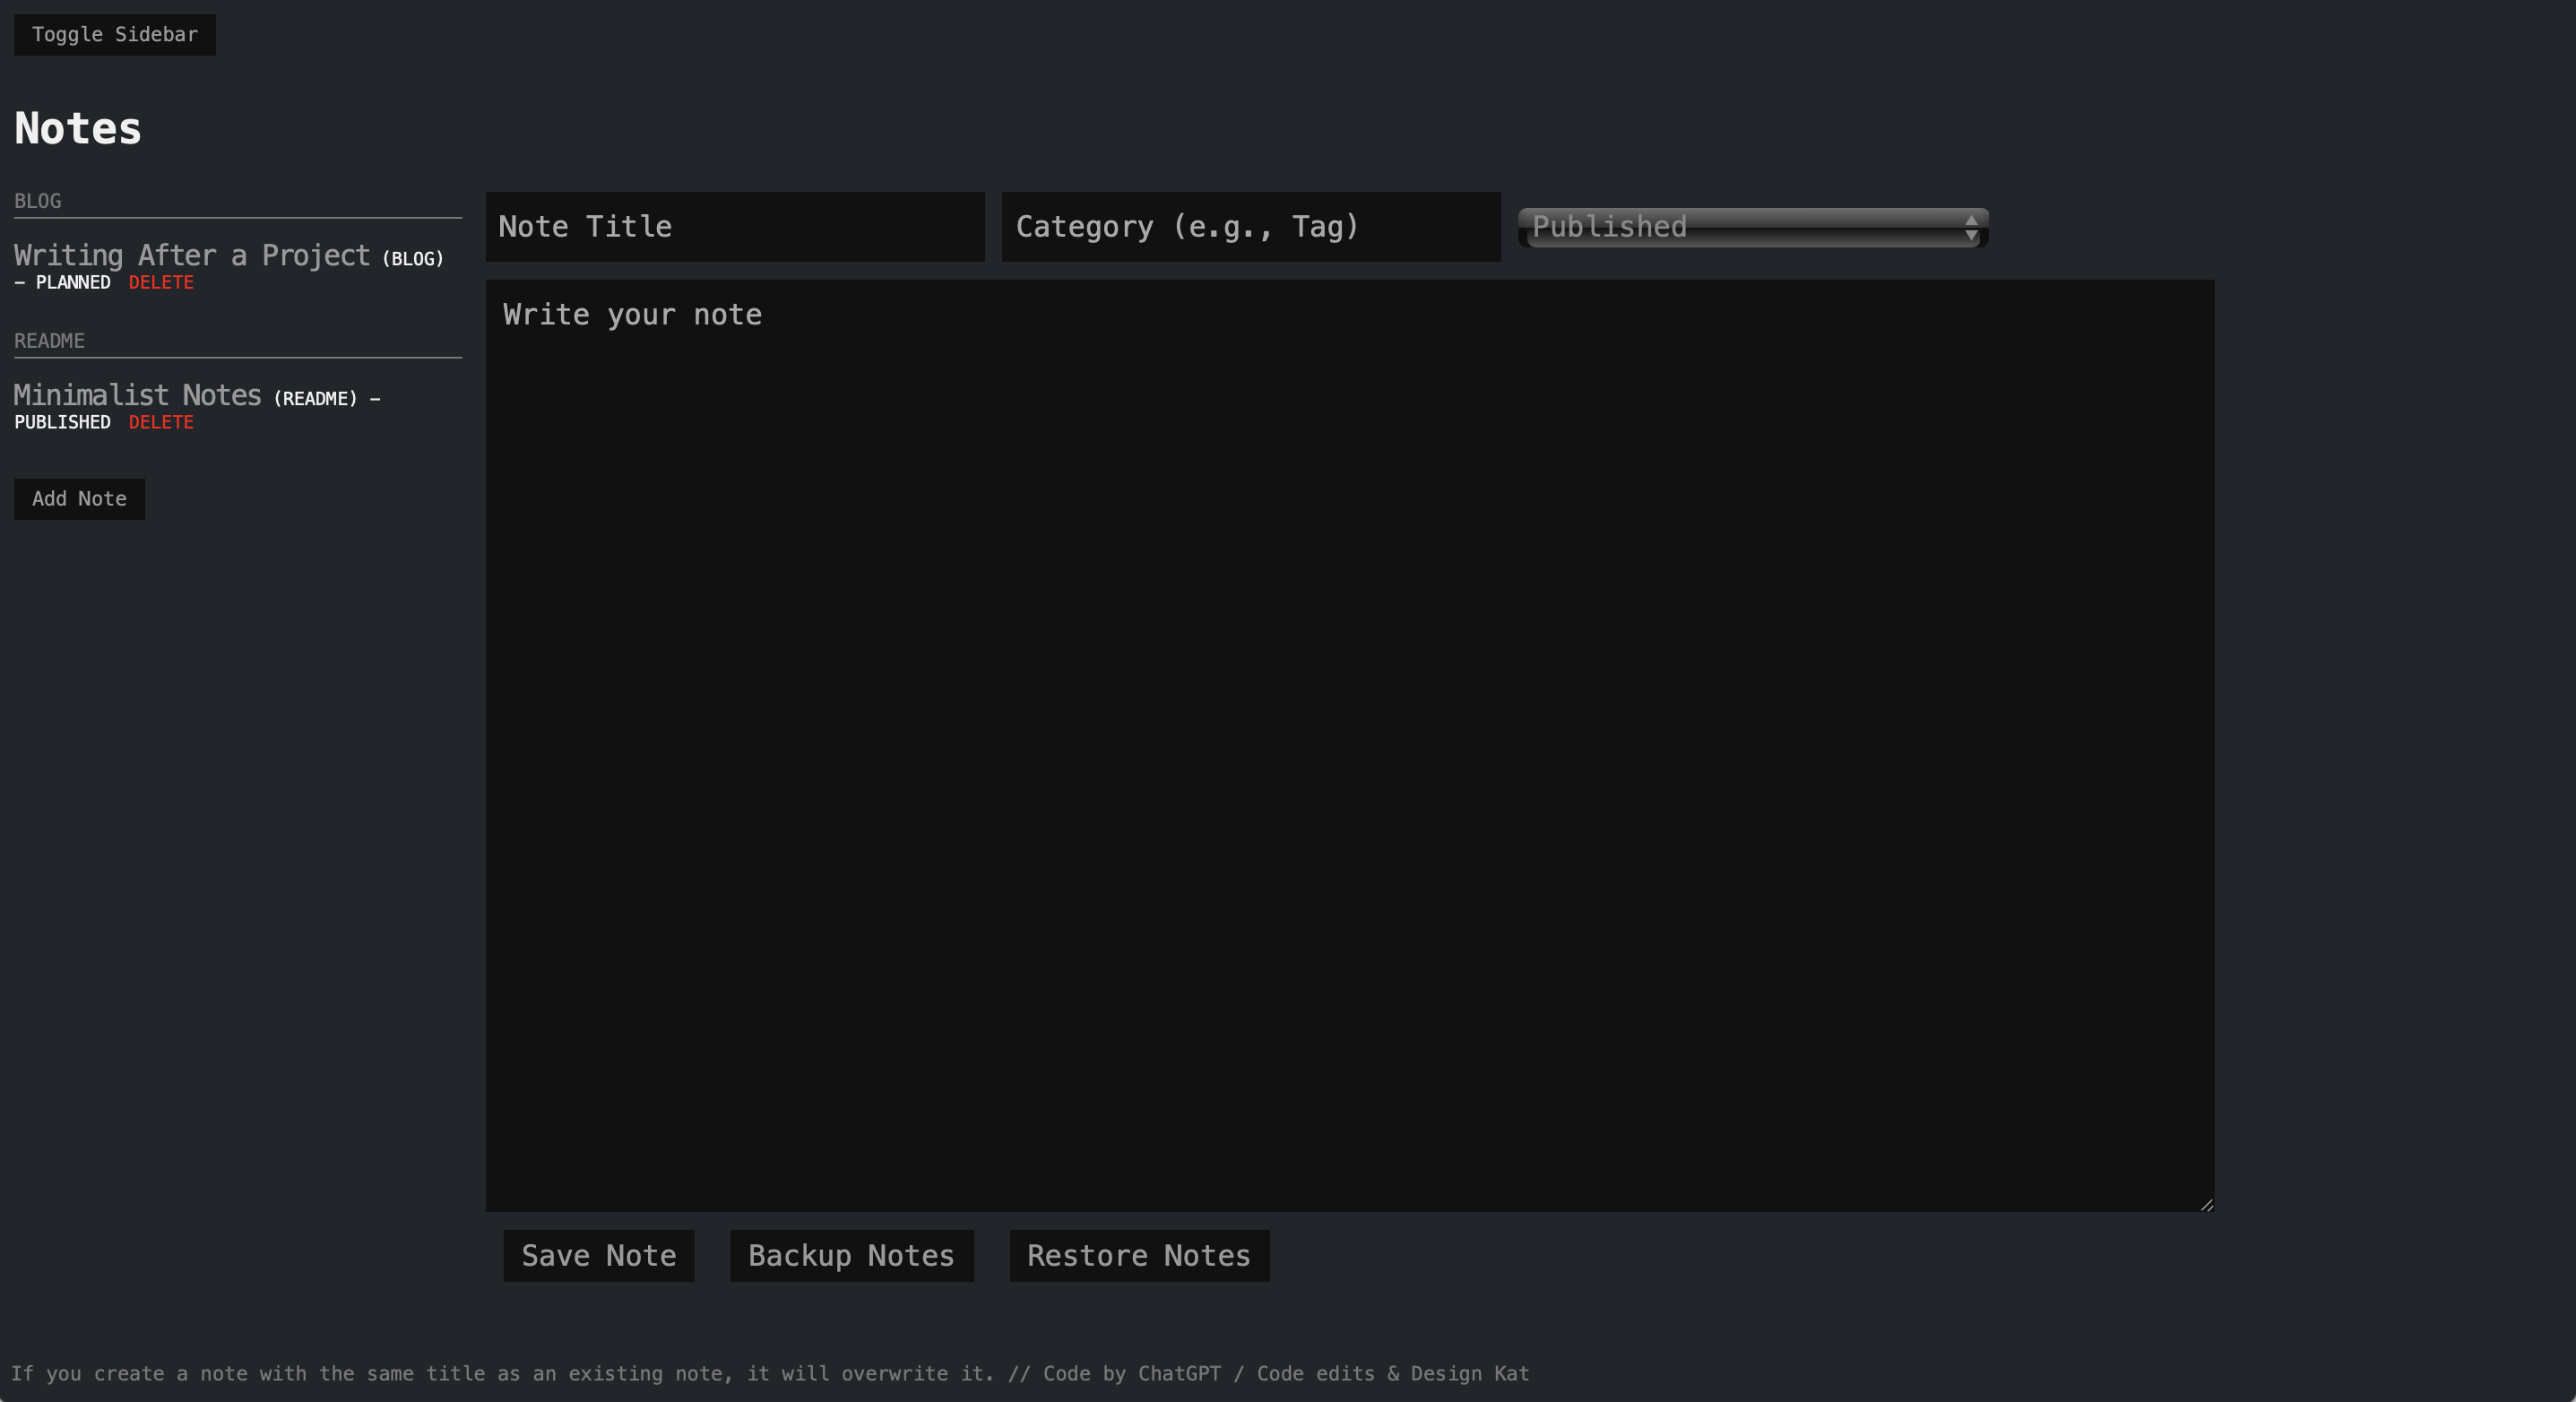 Toggle Sidebar
Notes
BLOG
Writing After a Project (BLOG)
– PLANNED DELETE
README
Minimalist Notes (README) –
PUBLISHED DELETE
Add Note
Note Title
Category (e.g., Tag)
Published
Write your note
Save Note
Backup Notes
Restore Notes
If you create a note with the same title as an existing note, it will overwrite it. // Code by ChatGPT / Code edits & Design Kat